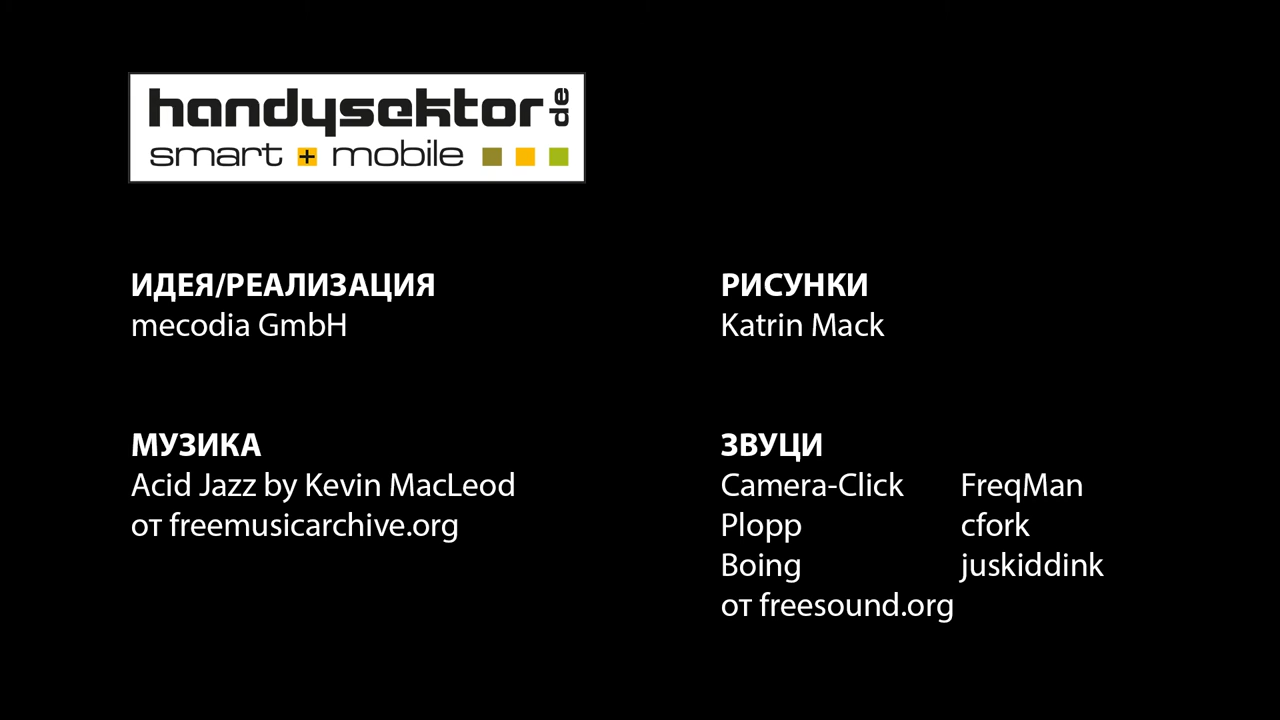 handysektor de
smart + mobile
ИДЕЯ/РЕАЛИЗАЦИЯ
mecodia GmbH
РИСУНКИ
Katrin Mack
МУЗИКА
Acid Jazz by Kevin MacLeod
от freemusicarchive.org
ЗВУЦИ
Camera-Click FreqMan
Plopp cfork
Boing juskiddink
от freesound.org